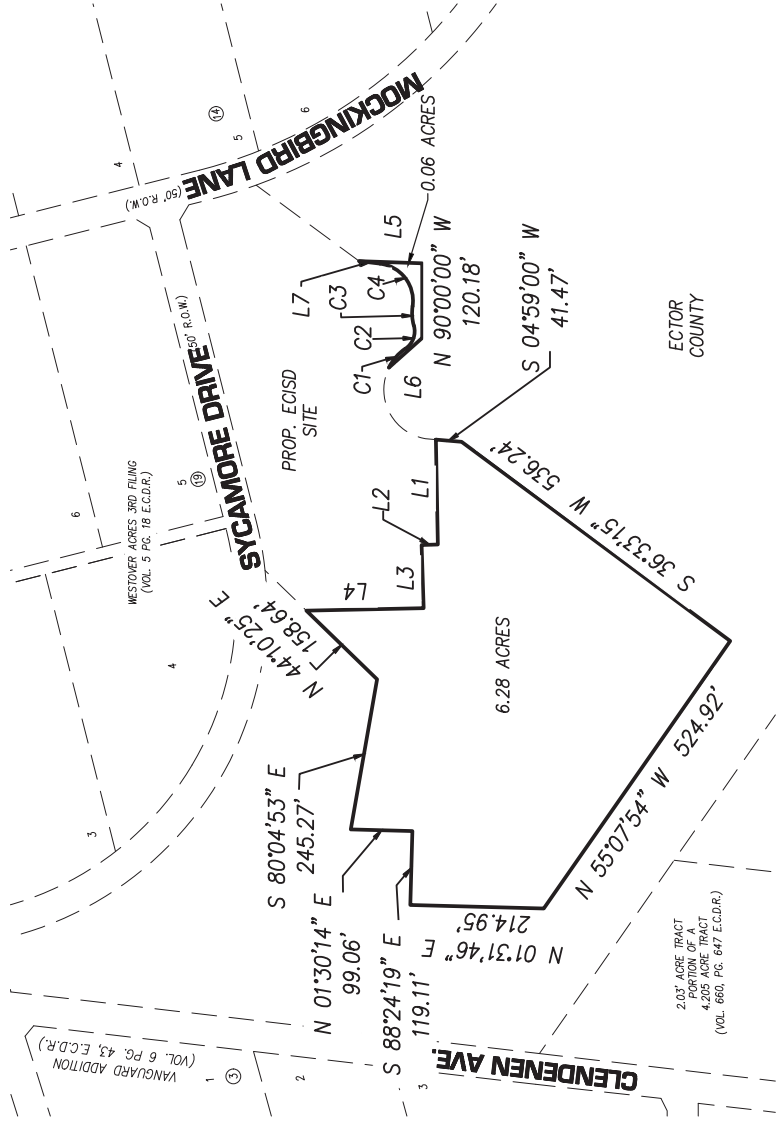 MOCKINGBIRD LANE
(50' R.O.W.)
4
5
6
14
SYCAMORE DRIVE
(50' R.O.W.)
WESTOVER ACRES 3RD FILING
(VOL. 5 PG. 18 E.C.D.R.)
6
5
19
4
3
PROP. ECISD
SITE
L7
C3
C4
L5
C2
C1
L6
0.06 ACRES
N 90°00'00" W
120.18'
S 04°59'00" W
41.47'
ECTOR
COUNTY
L2
L1
L3
L4
N 44°10'25" E
158.64'
S 36°33'15" W 536.24'
6.28 ACRES
S 80°04'53" E
245.27'
N 01°30'14" E
99.06'
S 88°24'19" E
119.11'
N 01°31'46" E
214.95'
N 55°07'54" W 524.92'
2.03' ACRE TRACT
PORTION OF A
4.205 ACRE TRACT
(VOL. 660, PG. 647 E.C.D.R.)
VANGUARD ADDITION
(VOL. 6 PG. 43, E.C.D.R.)
1
3
2
3
CLENDENEN AVE.